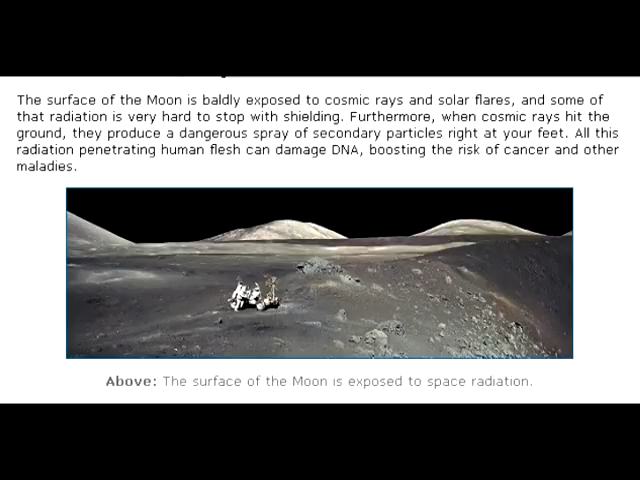 The surface of the Moon is baldly exposed to cosmic rays and solar flares, and some of
that radiation is very hard to stop with shielding. Furthermore, when cosmic rays hit the
ground, they produce a dangerous spray of secondary particles right at your feet. All this
radiation penetrating human flesh can damage DNA, boosting the risk of cancer and other
maladies.
Above: The surface of the Moon is exposed to space radiation.